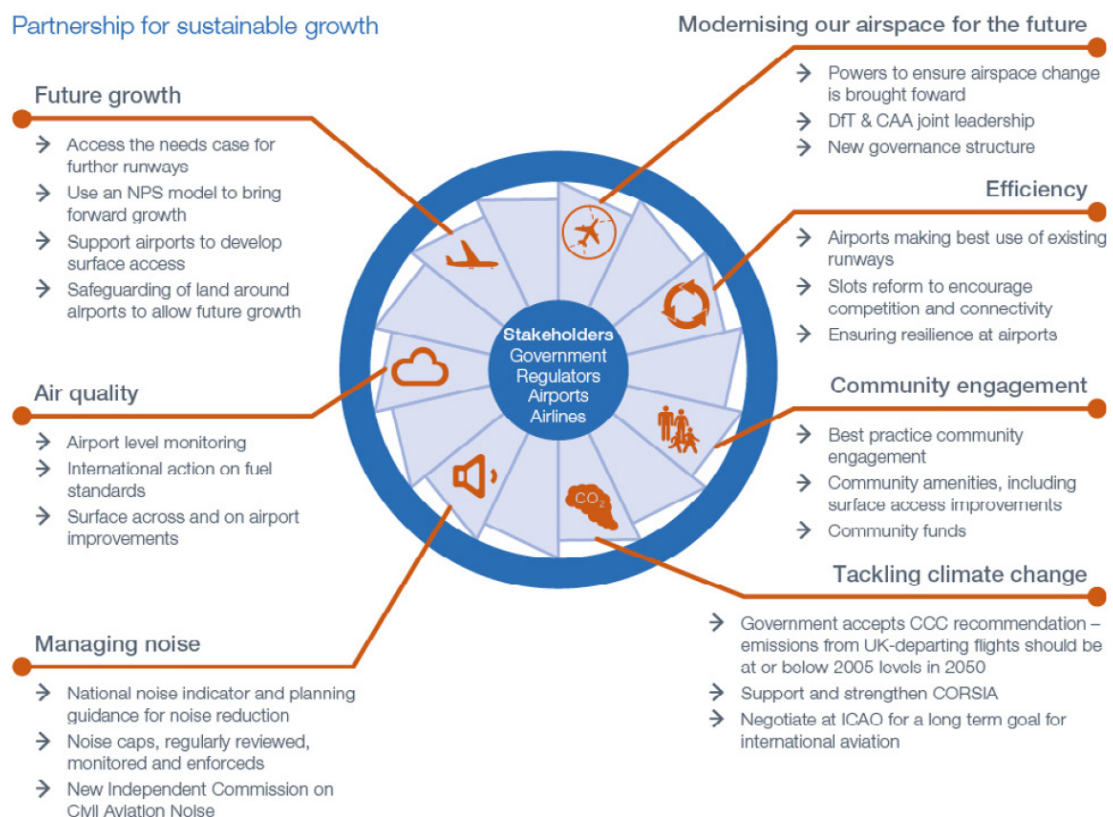 Partnership for sustainable growth
Modernising our airspace for the future
Powers to ensure airspace change
is brought foward
DfT & CAA joint leadership
New governance structure
Future growth
Access the needs case for
further runways
Use an NPS model to bring
forward growth
Support airports to develop
surface access
Safeguarding of land around
airports to allow future growth
Efficiency
Airports making best use of existing
runways
Slots reform to encourage
competition and connectivity
Ensuring resilience at airports
Stakeholders
Government
Regulators
Airports
Airlines
Air quality
Airport level monitoring
International action on fuel
standards
Surface across and on airport
improvements
Community engagement
Best practice community
engagement
Community amenities, including
surface access improvements
Community funds
CO2
Tackling climate change
Government accepts CCC recommendation –
emissions from UK-departing flights should be
at or below 2005 levels in 2050
Support and strengthen CORSIA
Negotiate at ICAO for a long term goal for
international aviation
Managing noise
National noise indicator and planning
guidance for noise reduction
Noise caps, regularly reviewed,
monitored and enforceds
New Independent Commission on
Civil Aviation Noise